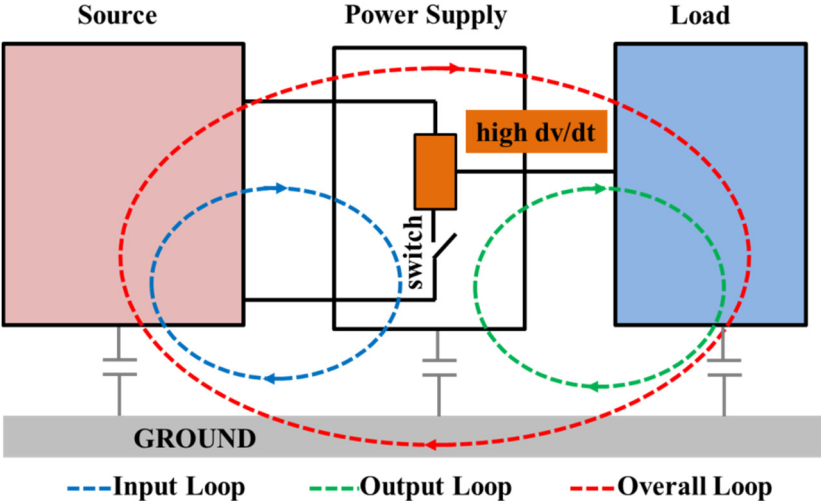 Source
Power Supply
Load
high dv/dt
switch
GROUND
Input Loop
Output Loop
Overall Loop